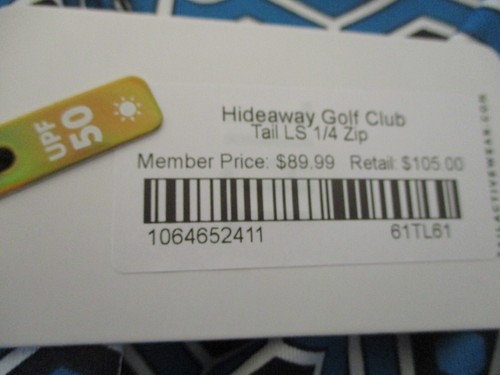 UPF
50
Hideaway Golf Club
Tail LS 1/4 Zip
Member Price: $89.99 Retail: $105.00
1064652411 61TL61